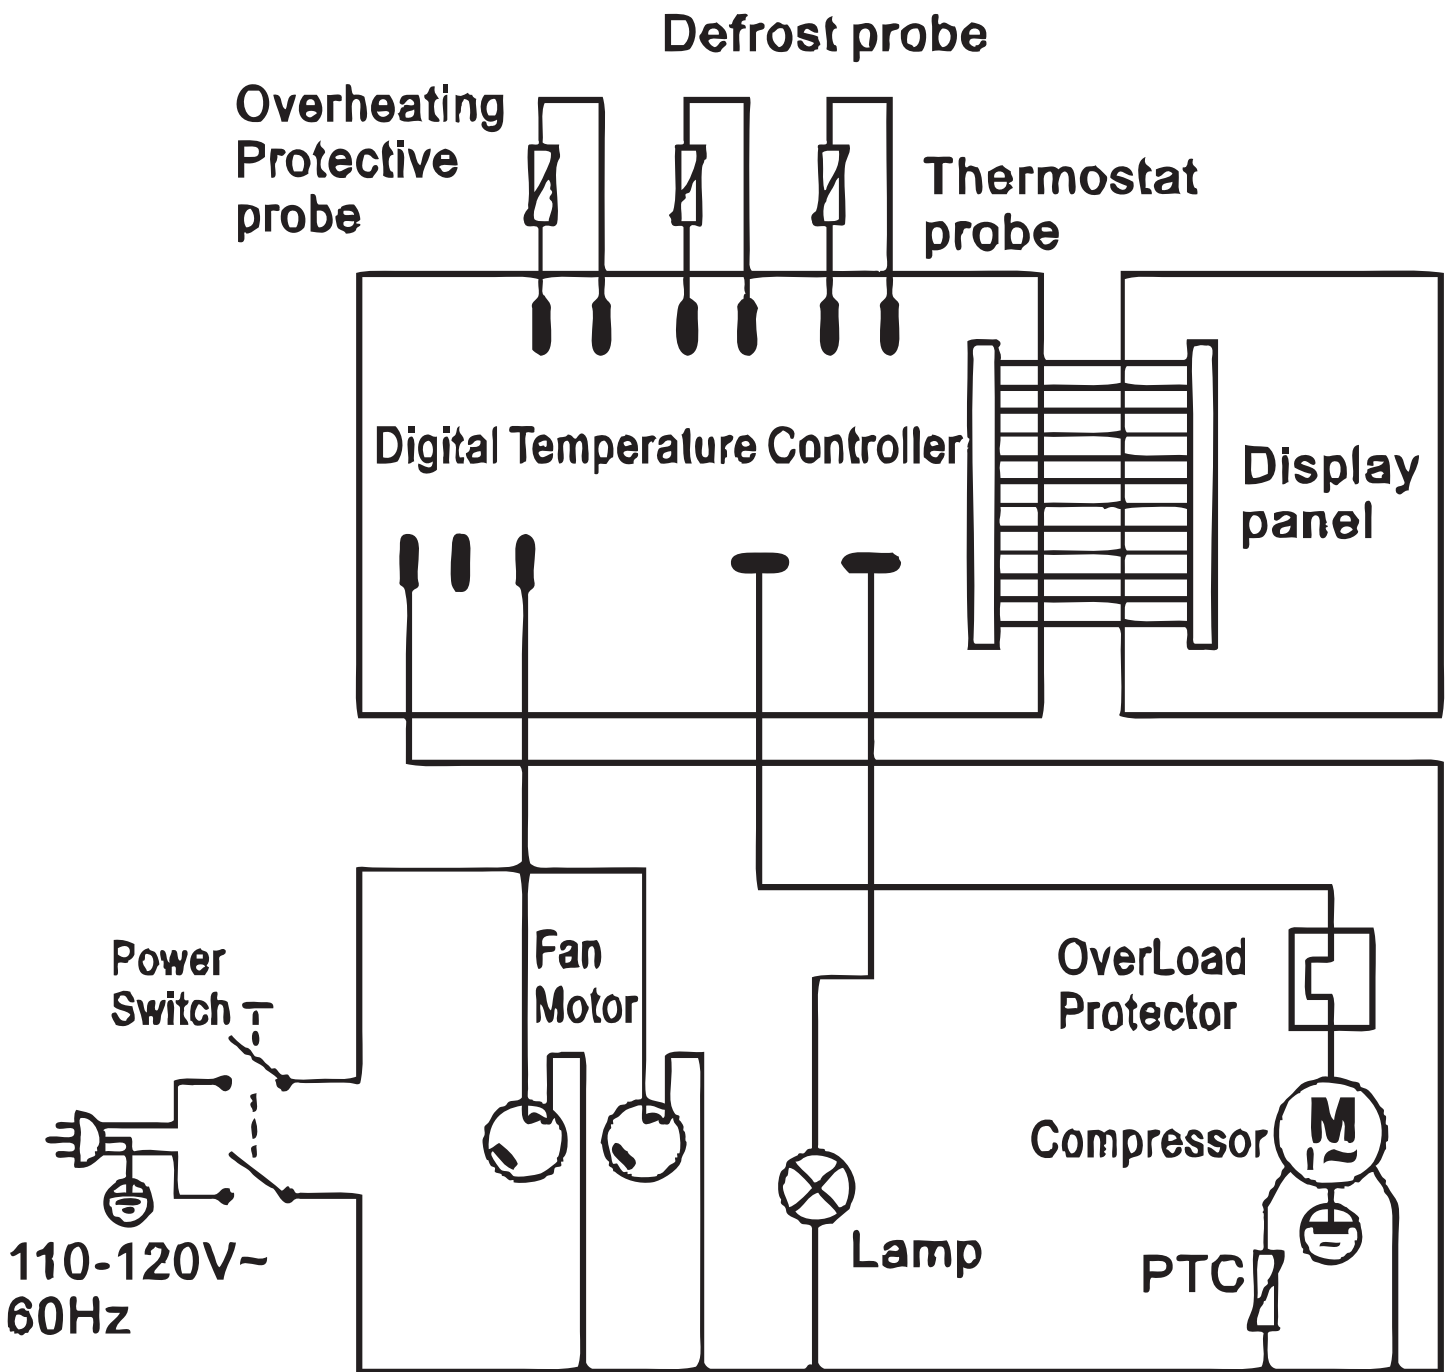 Defrost probe
Overheating
Protective
probe
Thermostat
probe
Digital Temperature Controller
Display
panel
Power
Switch
Fan
Motor
OverLoad
Protector
Compressor
M
~
Lamp
PTC
110-120V~
60Hz